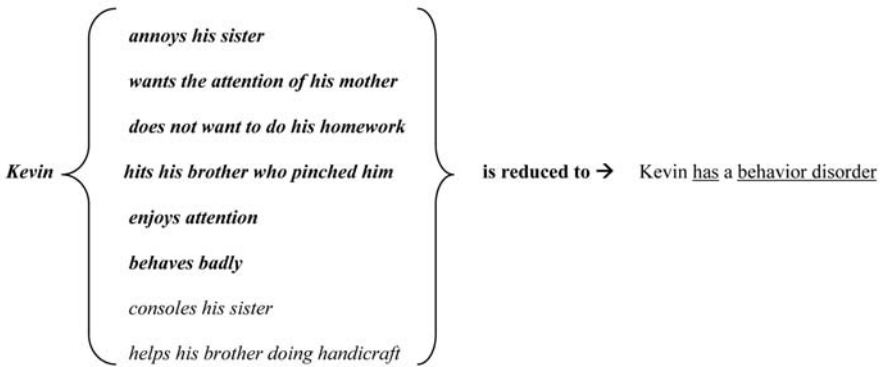 annoys his sister
wants the attention of his mother
does not want to do his homework
Kevin hits his brother who pinched him is reduced to → Kevin has a behavior disorder
enjoys attention
behaves badly
consoles his sister
helps his brother doing handicraft